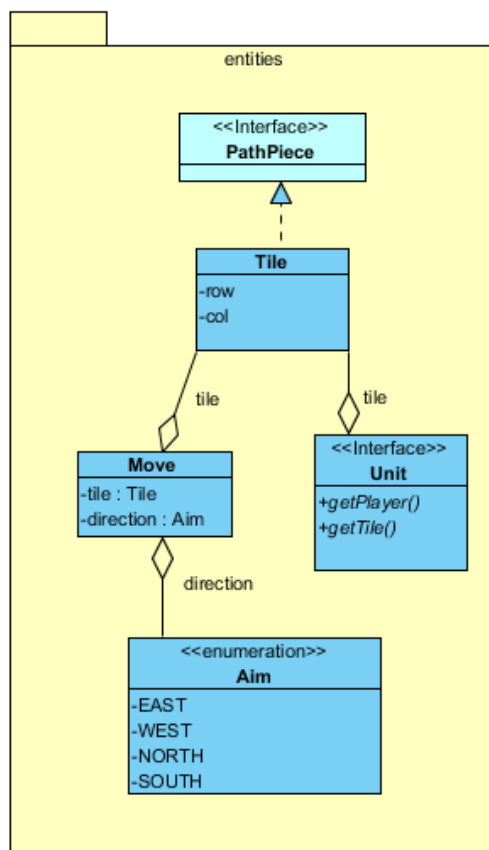 entities
<<Interface>>
PathPiece
Tile
-row
-col
tile
tile
Move
-tile : Tile
-direction : Aim
<<Interface>>
Unit
+getPlayer()
+getTile()
direction
<<enumeration>>
Aim
-EAST
-WEST
-NORTH
-SOUTH